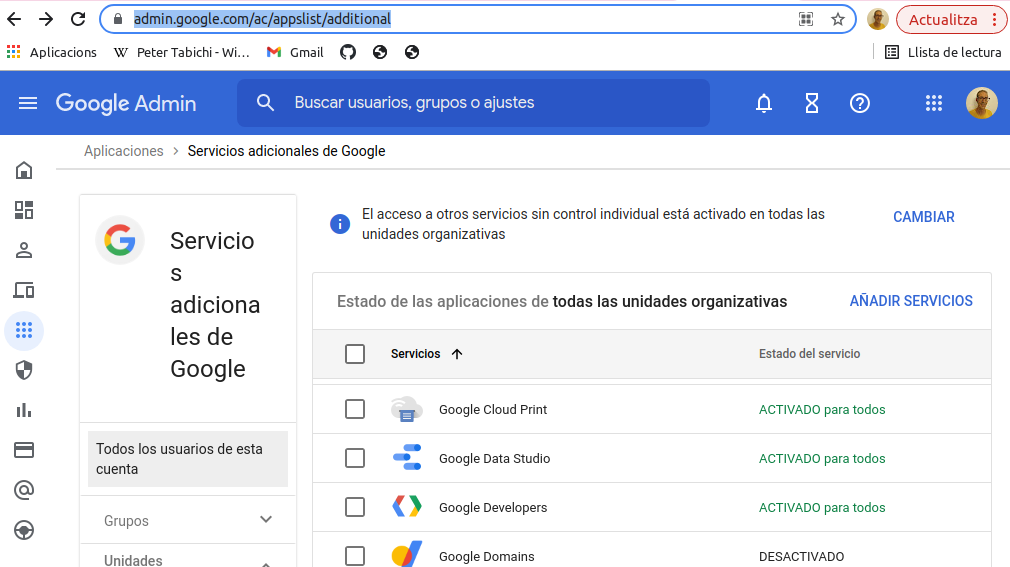 admin.google.com/ac/appslist/additional
Actualitza
Aplicacions
Peter Tabichi - Wi…
Gmail
Llista de lectura
Google Admin
Buscar usuarios, grupos o ajustes
Aplicaciones > Servicios adicionales de Google
Servicio
s
adiciona
les de
Google
Todos los usuarios de esta
cuenta
Grupos
Unidades
El acceso a otros servicios sin control individual está activado en todas las
unidades organizativas
CAMBIAR
Estado de las aplicaciones de todas las unidades organizativas
AÑADIR SERVICIOS
Servicios
Estado del servicio
Google Cloud Print
ACTIVADO para todos
Google Data Studio
ACTIVADO para todos
Google Developers
ACTIVADO para todos
Google Domains
DESACTIVADO